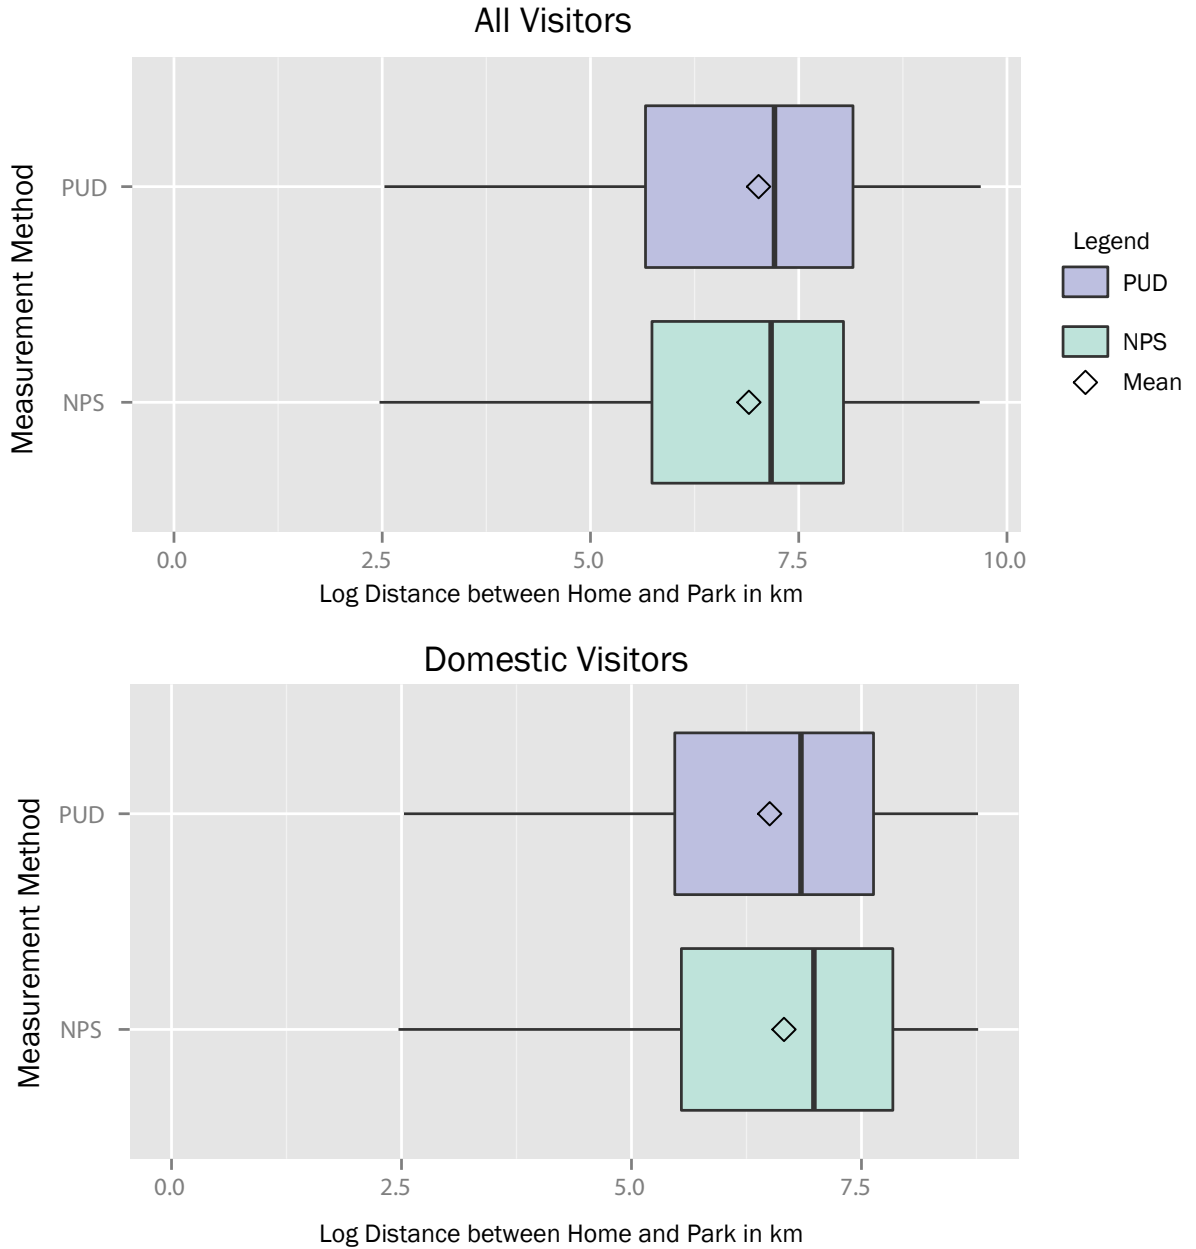 All Visitors
Measurement Method
PUD
NPS
0.0 2.5 5.0 7.5 10.0
Log Distance between Home and Park in km
Legend
PUD
NPS
Mean
Domestic Visitors
Measurement Method
PUD
NPS
0.0 2.5 5.0 7.5
Log Distance between Home and Park in km